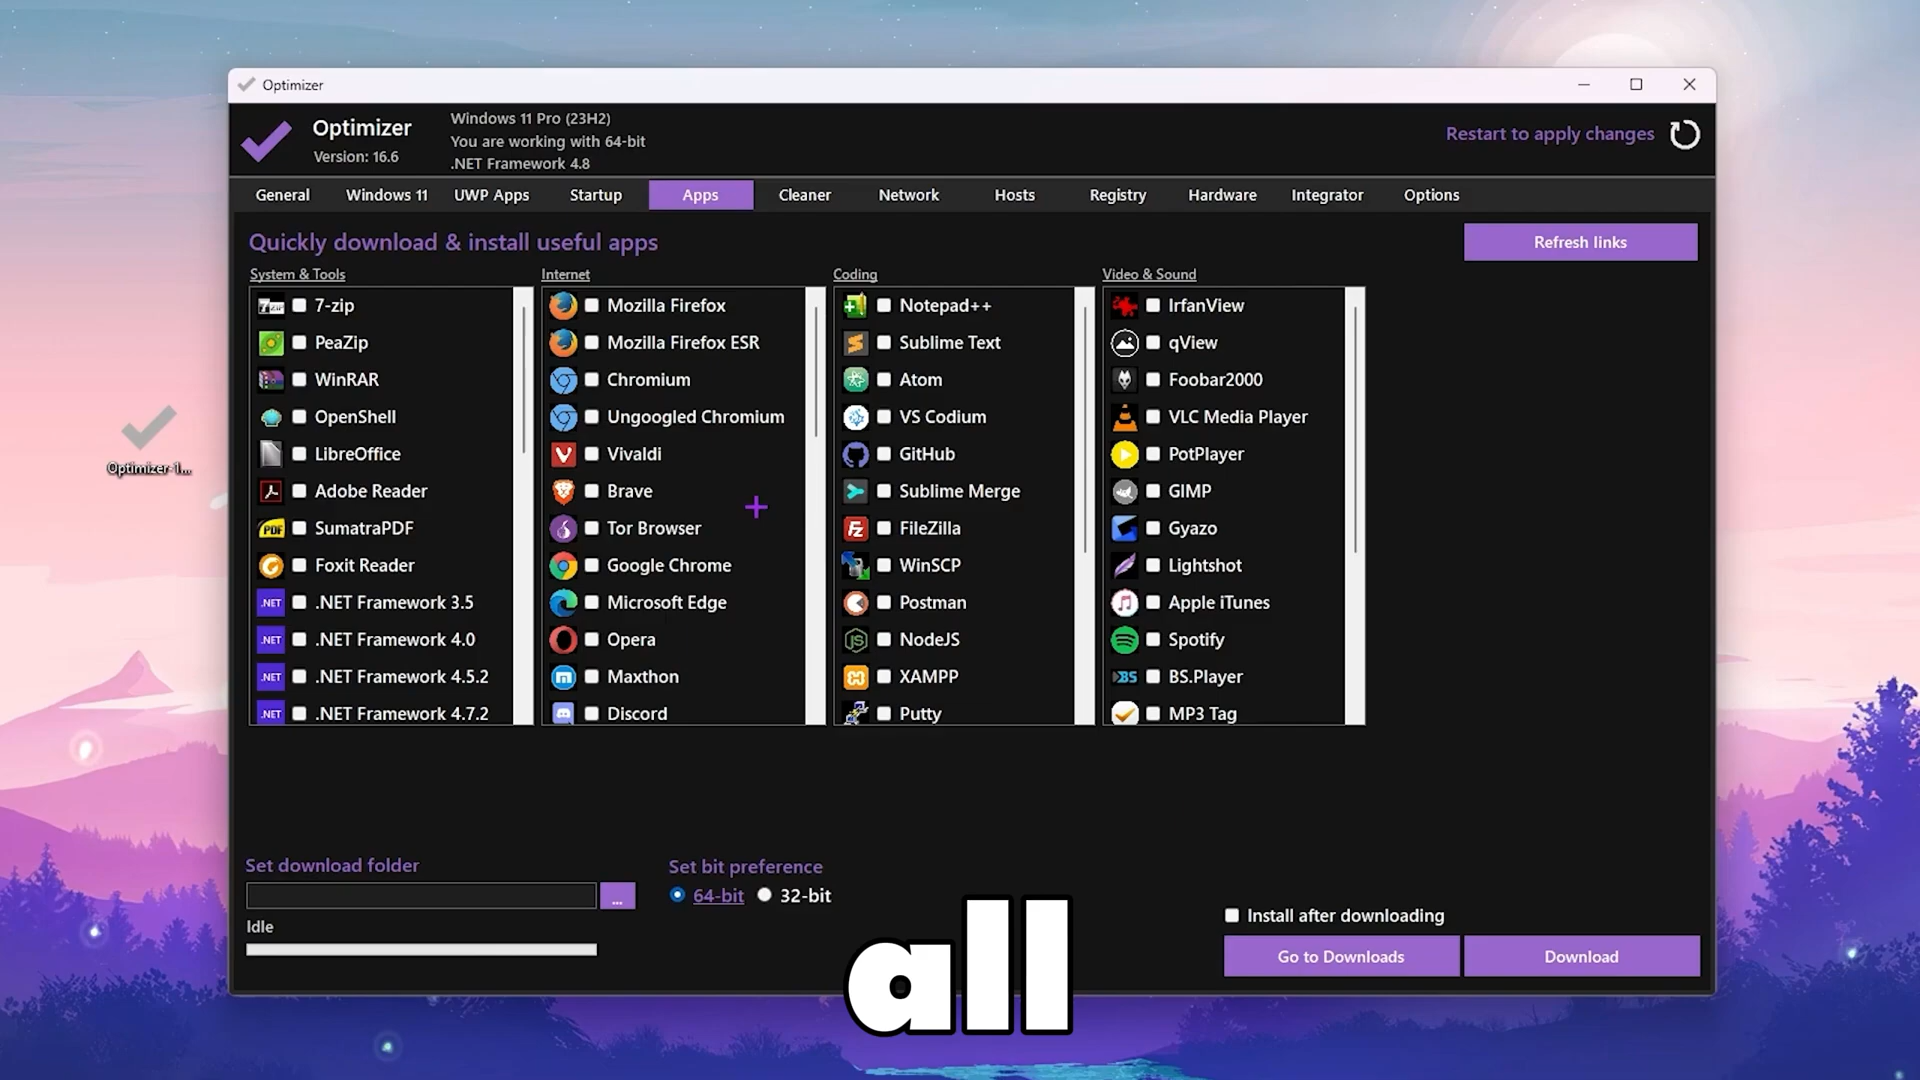 Optimizer
Optimizer
Version: 16.6
Windows 11 Pro (23H2)
You are working with 64-bit
.NET Framework 4.8
Restart to apply changes
General Windows 11 UWP Apps Startup Apps Cleaner Network Hosts Registry Hardware Integrator Options
Quickly download & install useful apps
Refresh links
System & Tools
7-zip
PeaZip
WinRAR
OpenShell
LibreOffice
Adobe Reader
SumatraPDF
Foxit Reader
.NET Framework 3.5
.NET Framework 4.0
.NET Framework 4.5.2
.NET Framework 4.7.2
Internet
Mozilla Firefox
Mozilla Firefox ESR
Chromium
Ungoogled Chromium
Vivaldi
Brave
Tor Browser
Google Chrome
Microsoft Edge
Opera
Maxthon
Discord
Coding
Notepad++
Sublime Text
Atom
VS Codium
GitHub
Sublime Merge
FileZilla
WinSCP
Postman
NodeJS
XAMPP
Putty
Video & Sound
IrfanView
qView
Foobar2000
VLC Media Player
PotPlayer
GIMP
Gyazo
Lightshot
Apple iTunes
Spotify
BS.Player
MP3 Tag
Optimizer-1...
Set download folder
...
Idle
Set bit preference
64-bit 32-bit
Install after downloading
Go to Downloads Download
all